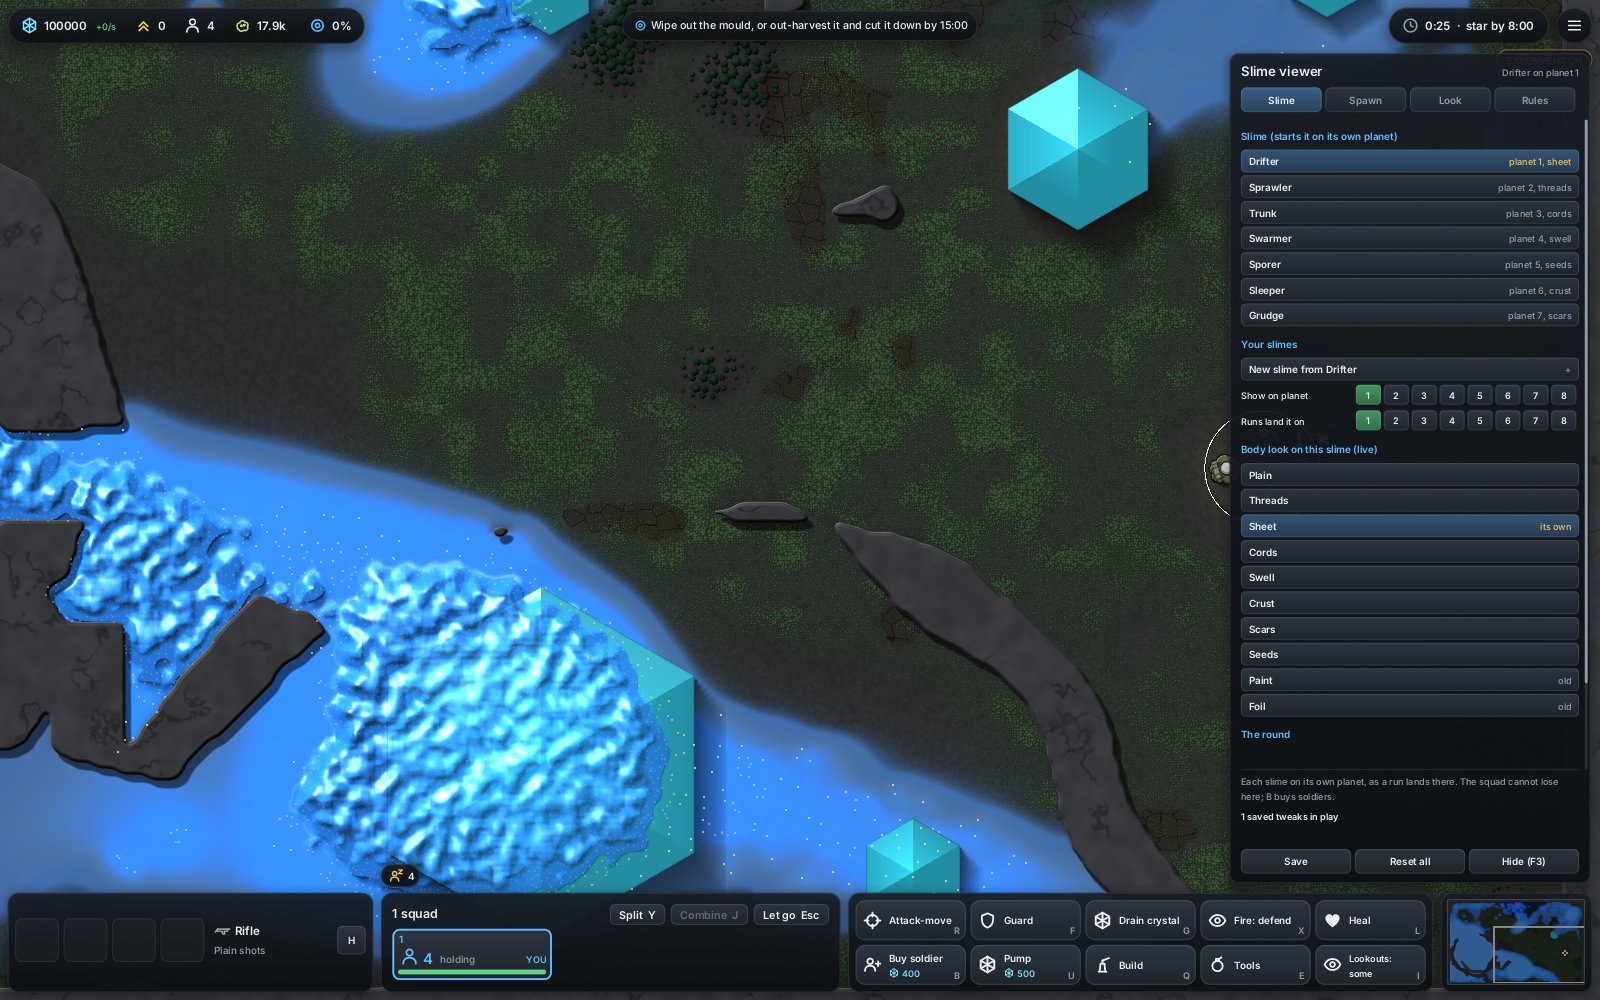 100000 +0/s 0 4 17.9k 0%
Wipe out the mould, or out-harvest it and cut it down by 15:00
0:25 · star by 8:00
Slime viewer
Drifter on planet 1
Slime Spawn Look Rules
Slime (starts it on its own planet)
Drifter planet 1, sheet
Sprawler planet 2, threads
Trunk planet 3, cords
Swarmer planet 4, swell
Sporer planet 5, seeds
Sleeper planet 6, crust
Grudge planet 7, scars
Your slimes
New slime from Drifter +
Show on planet 1 2 3 4 5 6 7 8
Runs land it on 1 2 3 4 5 6 7 8
Body look on this slime (live)
Plain
Threads
Sheet its own
Cords
Swell
Crust
Scars
Seeds
Paint old
Foil old
The round
Each slime on its own planet, as a run lands there. The squad cannot lose
here; B buys soldiers.
1 saved tweaks in play
Save Reset all Hide (F3)
4
Rifle
Plain shots
H
1 squad
Split Y Combine J Let go Esc
1
4 holding YOU
Attack-move R
Guard F
Drain crystal G
Fire: defend X
Heal L
Buy soldier
400 B
Pump
500 U
Build Q
Tools E
Lookouts:
some I